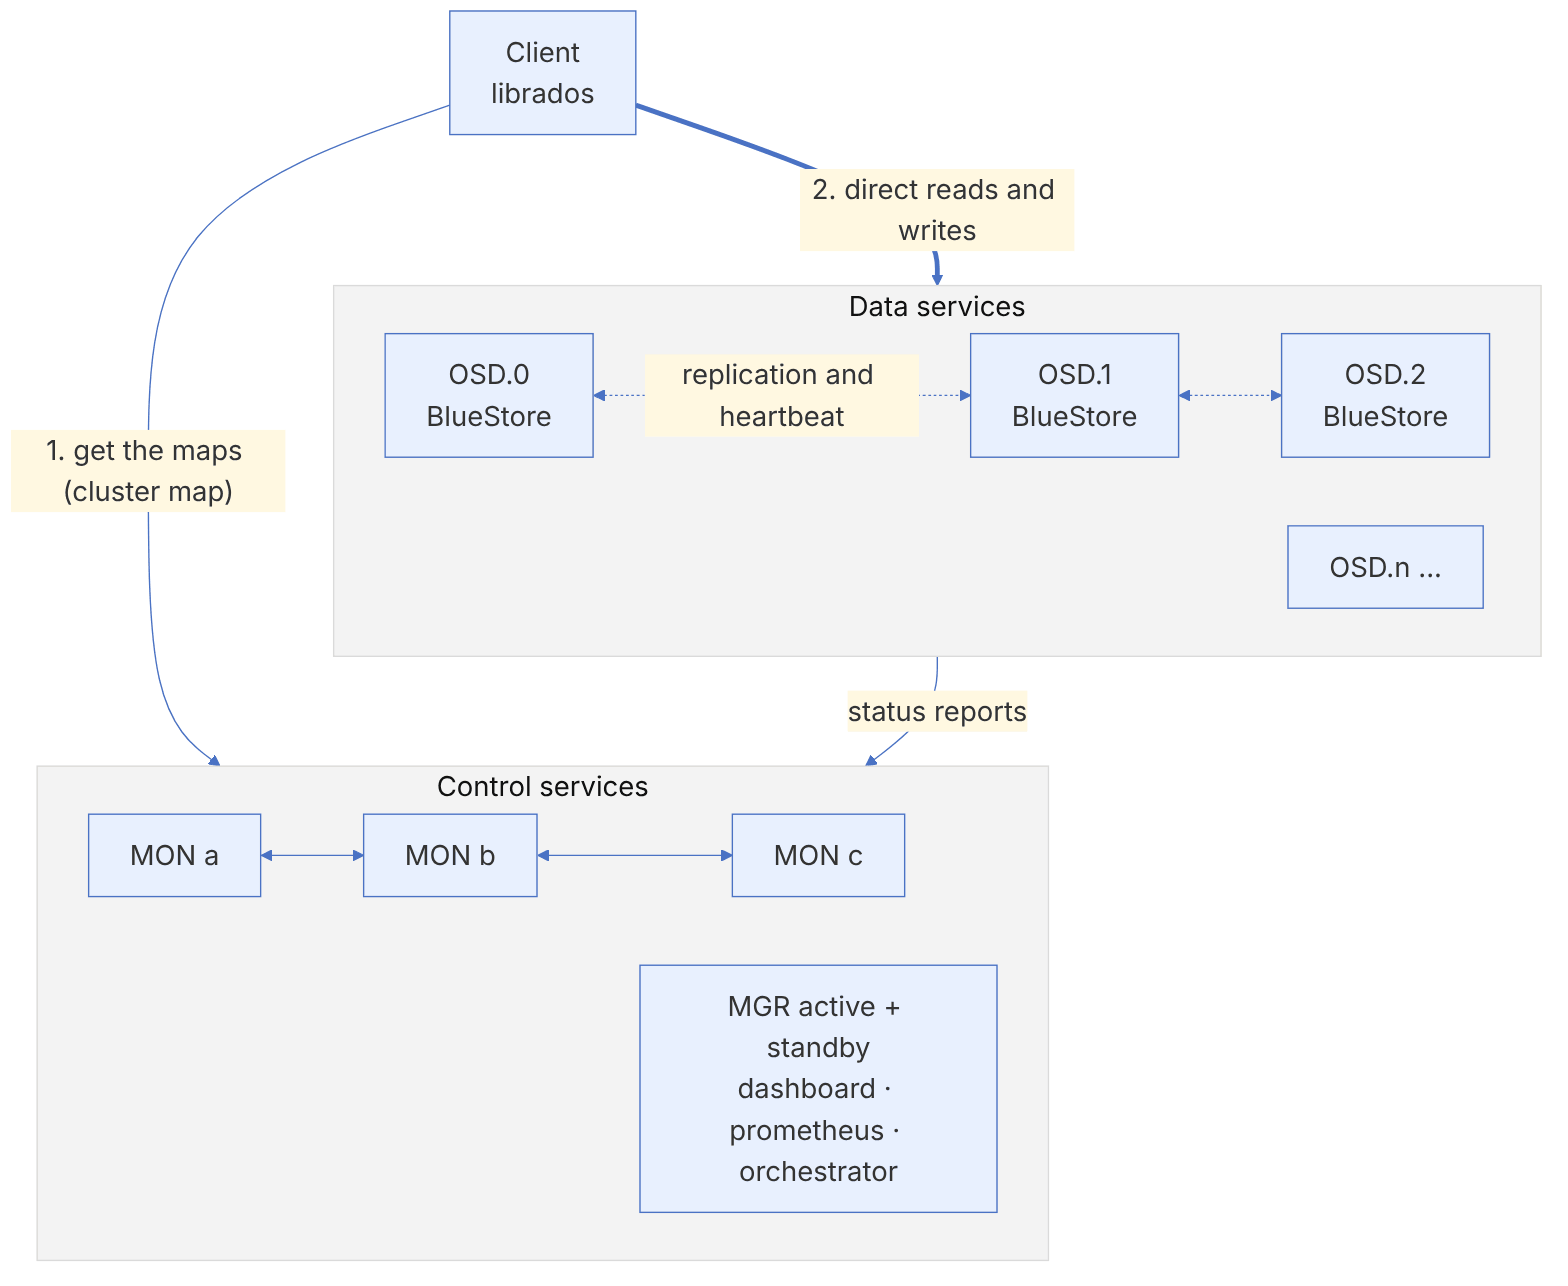 Client
librados
2. direct reads and
writes
Data services
OSD.0
BlueStore
replication and
heartbeat
OSD.1
BlueStore
OSD.2
BlueStore
1. get the maps
(cluster map)
OSD.n ...
status reports
Control services
MON a
MON b
MON c
MGR active +
standby
dashboard ·
prometheus ·
orchestrator